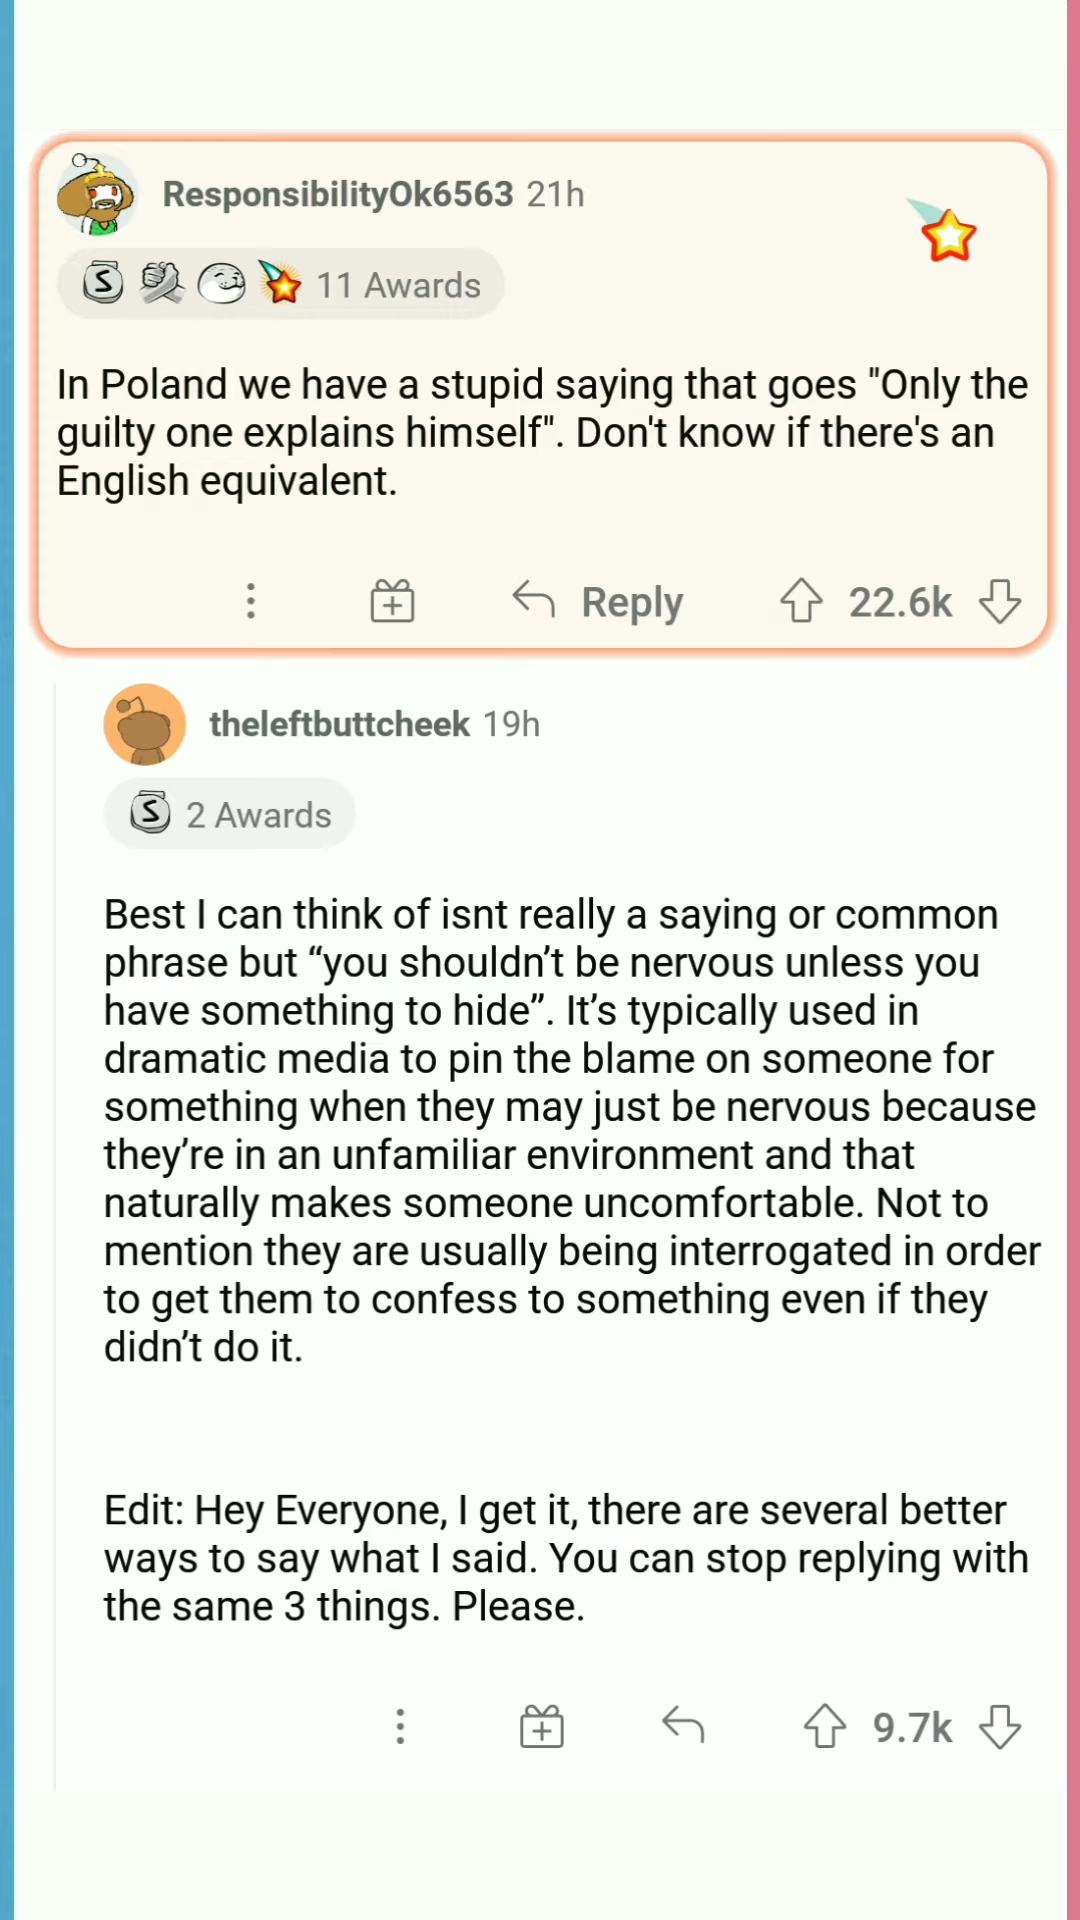 ResponsibilityOk6563 21h
S 11 Awards
In Poland we have a stupid saying that goes "Only the
guilty one explains himself". Don't know if there's an
English equivalent.
Reply 22.6k
theleftbuttcheek 19h
S 2 Awards
Best I can think of isnt really a saying or common
phrase but “you shouldn’t be nervous unless you
have something to hide”. It’s typically used in
dramatic media to pin the blame on someone for
something when they may just be nervous because
they’re in an unfamiliar environment and that
naturally makes someone uncomfortable. Not to
mention they are usually being interrogated in order
to get them to confess to something even if they
didn’t do it.
Edit: Hey Everyone, I get it, there are several better
ways to say what I said. You can stop replying with
the same 3 things. Please.
9.7k